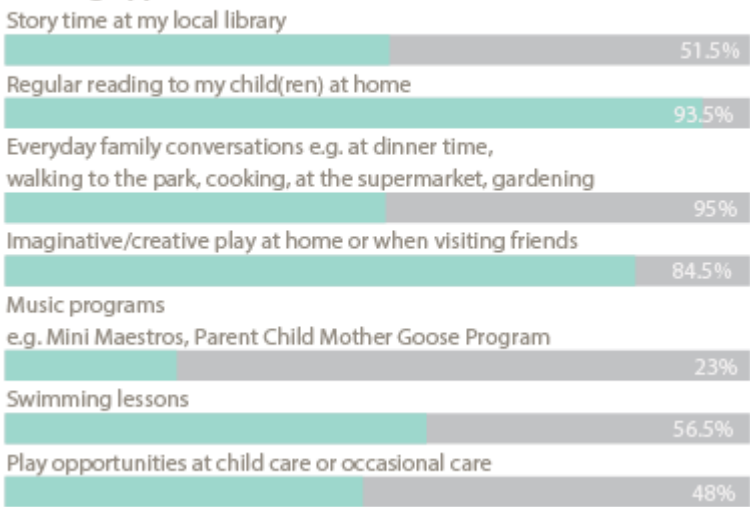 Story time at my local library
51.5%
Regular reading to my child(ren) at home
93.5%
Everyday family conversations e.g. at dinner time,
walking to the park, cooking, at the supermarket, gardening
95%
Imaginative/creative play at home or when visiting friends
84.5%
Music programs
e.g. Mini Maestros, Parent Child Mother Goose Program
23%
Swimming lessons
56.5%
Play opportunities at child care or occasional care
48%